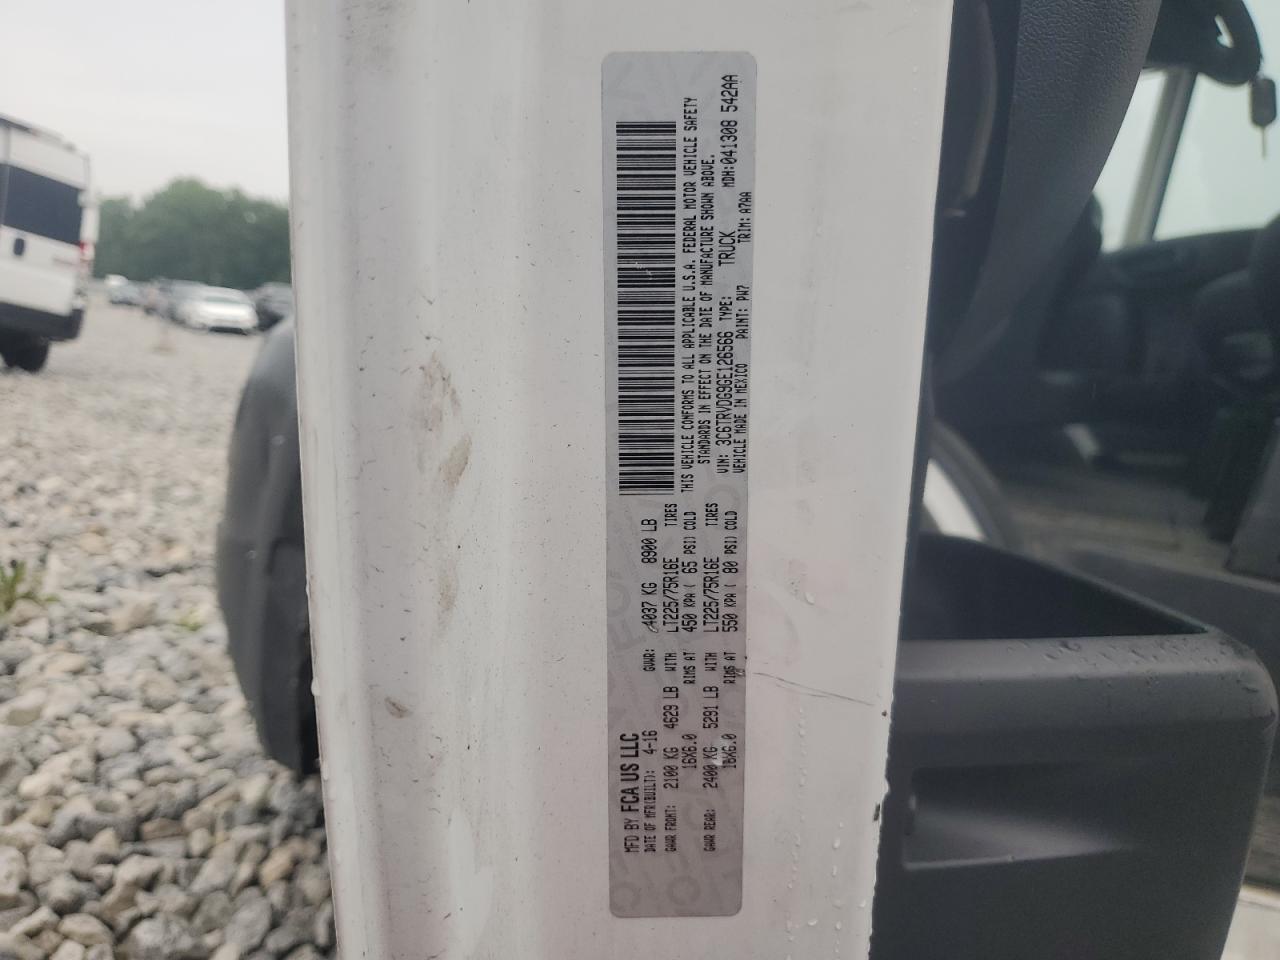 MFD BY FCA US LLC
DATE OF MFR(BUILT): 4-16 GVWR: 4037 KG 8900 LB
GAWR FRONT: 2100 KG 4629 LB WITH LT225/75R16E TIRES
16X6.0 RIMS AT 450 KPA ( 65 PSI) COLD
GAWR REAR: 2400 KG 5291 LB WITH LT225/75R16E TIRES
16X6.0 RIMS AT 550 KPA ( 80 PSI) COLD
THIS VEHICLE CONFORMS TO ALL APPLICABLE U.S.A. FEDERAL MOTOR VEHICLE SAFETY
STANDARDS IN EFFECT ON THE DATE OF MANUFACTURE SHOWN ABOVE.
VIN: 3C6TRVDG9GE126566 TYPE: TRUCK MDH:041308 542AA
VEHICLE MADE IN MEXICO PAINT: PW7 TRIM: A7AA